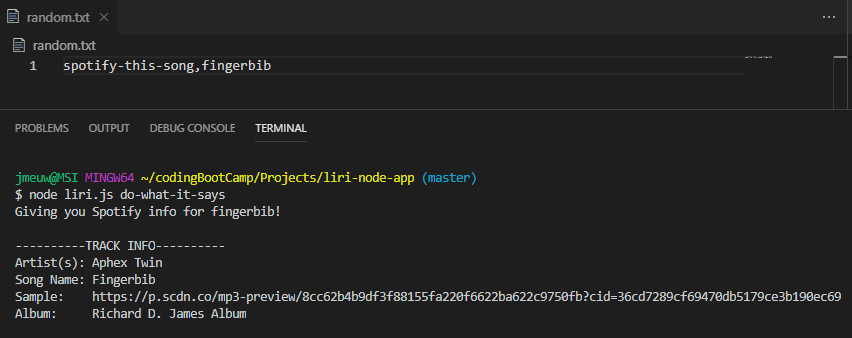 random.txt
random.txt
1 spotify-this-song,fingerbib
PROBLEMS OUTPUT DEBUG CONSOLE TERMINAL
jmeuw@MSI MINGW64 ~/codingBootCamp/Projects/liri-node-app (master)
$ node liri.js do-what-it-says
Giving you Spotify info for fingerbib!
----------TRACK INFO----------
Artist(s): Aphex Twin
Song Name: Fingerbib
Sample: https://p.scdn.co/mp3-preview/8cc62b4b9df3f88155fa220f6622ba622c9750fb?cid=36cd7289cf69470db5179ce3b190ec69
Album: Richard D. James Album